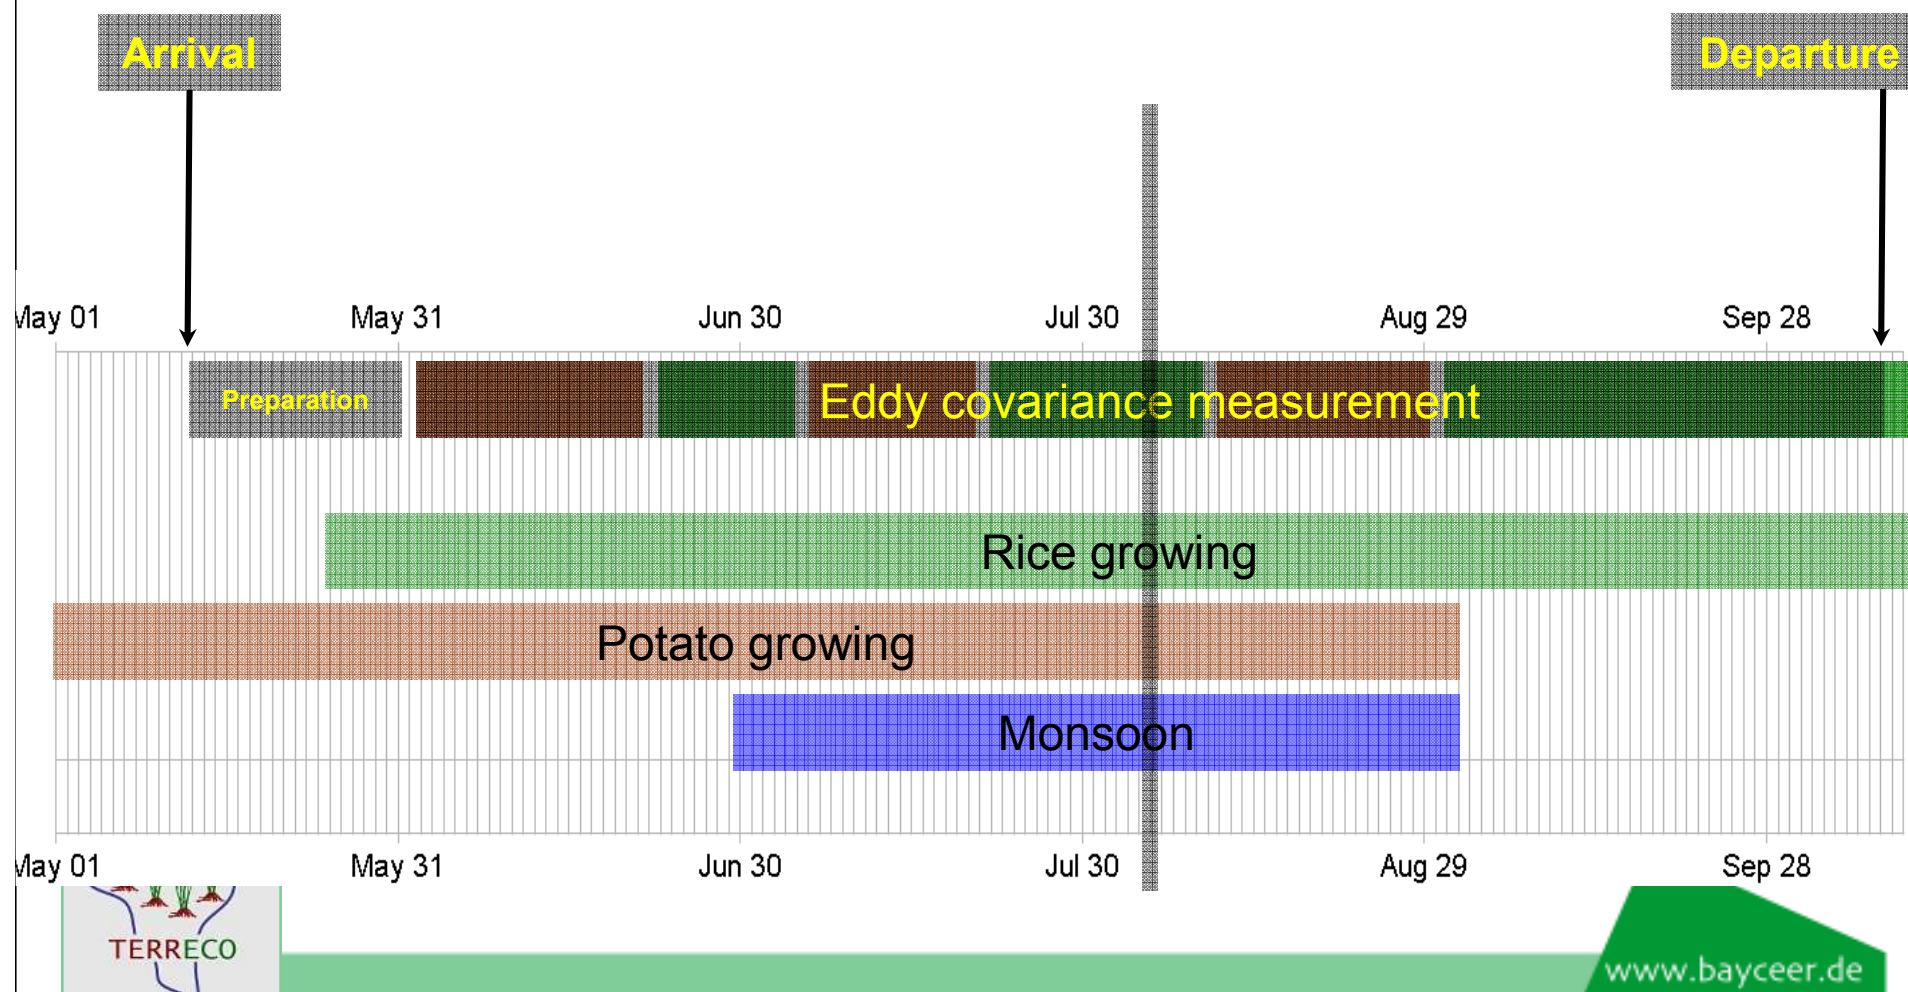 Arrival
Departure
May 01
May 31
Jun 30
Jul 30
Aug 29
Sep 28
Preparation
Eddy covariance measurement
Rice growing
Potato growing
Monsoon
May 01
May 31
Jun 30
Jul 30
Aug 29
Sep 28
TERRECO
www.bayceer.de